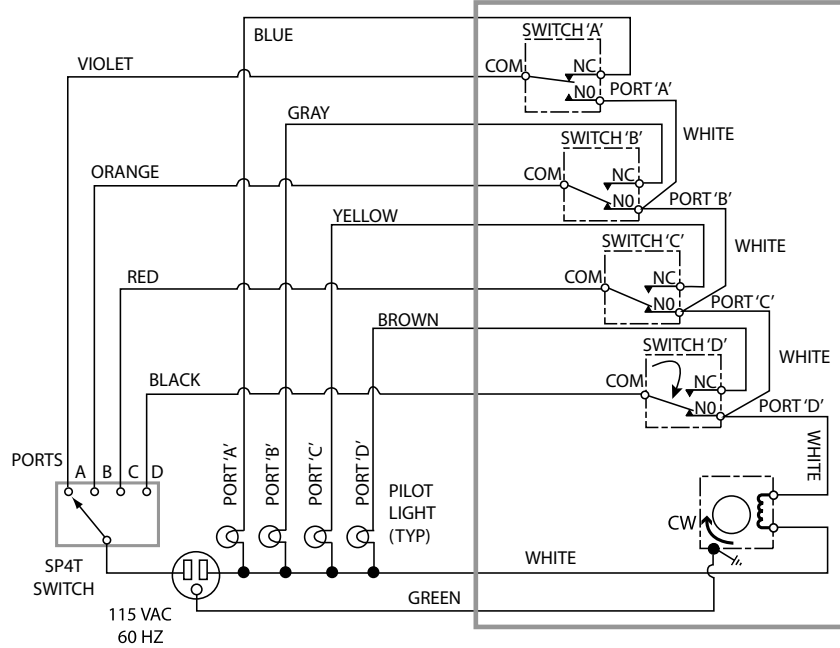 SWITCH 'A'
BLUE
VIOLET
COM
NC
N0
PORT 'A'
GRAY
WHITE
SWITCH 'B'
ORANGE
COM
NC
N0
PORT 'B'
YELLOW
WHITE
SWITCH 'C'
RED
COM
NC
N0
PORT 'C'
BROWN
WHITE
SWITCH 'D'
BLACK
COM
NC
N0
PORT 'D'
WHITE
PORTS
A
B
C
D
PORT 'A'
PORT 'B'
PORT 'C'
PORT 'D'
PILOT
LIGHT
(TYP)
CW
SP4T
SWITCH
WHITE
GREEN
115 VAC
60 HZ